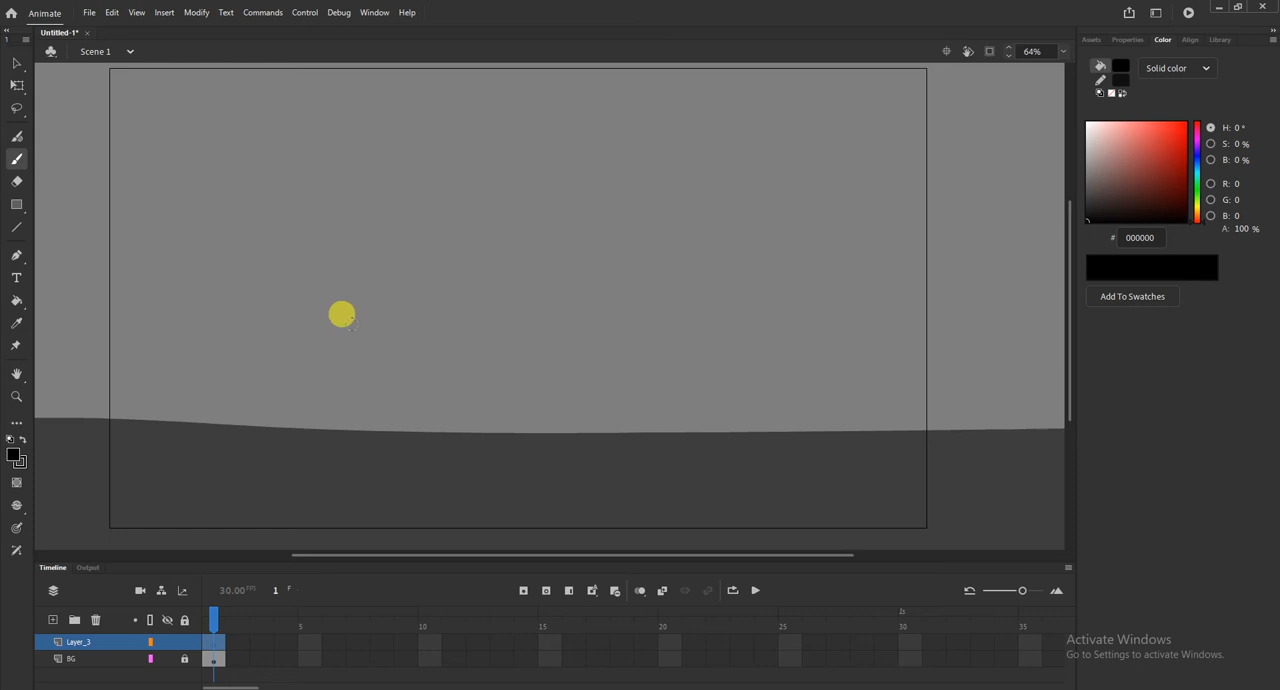 Animate File Edit View Insert Modify Text Commands Control Debug Window Help
1 Untitled-1* ×
Assets Properties Color Align Library
Scene 1 64%
Solid color
H: 0 °
S: 0 %
B: 0 %
R: 0
G: 0
B: 0
A: 100 %
# 000000
Add To Swatches
T
Timeline Output
30.00 FPS 1 F
1s
5 10 15 20 25 30 35
Layer_3
BG
Activate Windows
Go to Settings to activate Windows.